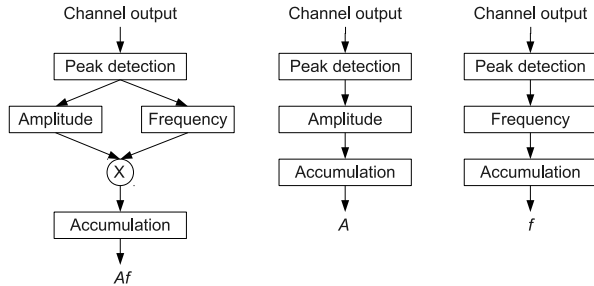 Channel output
Peak detection
Amplitude
Frequency
X
Accumulation
Af
Channel output
Peak detection
Amplitude
Accumulation
A
Channel output
Peak detection
Frequency
Accumulation
f